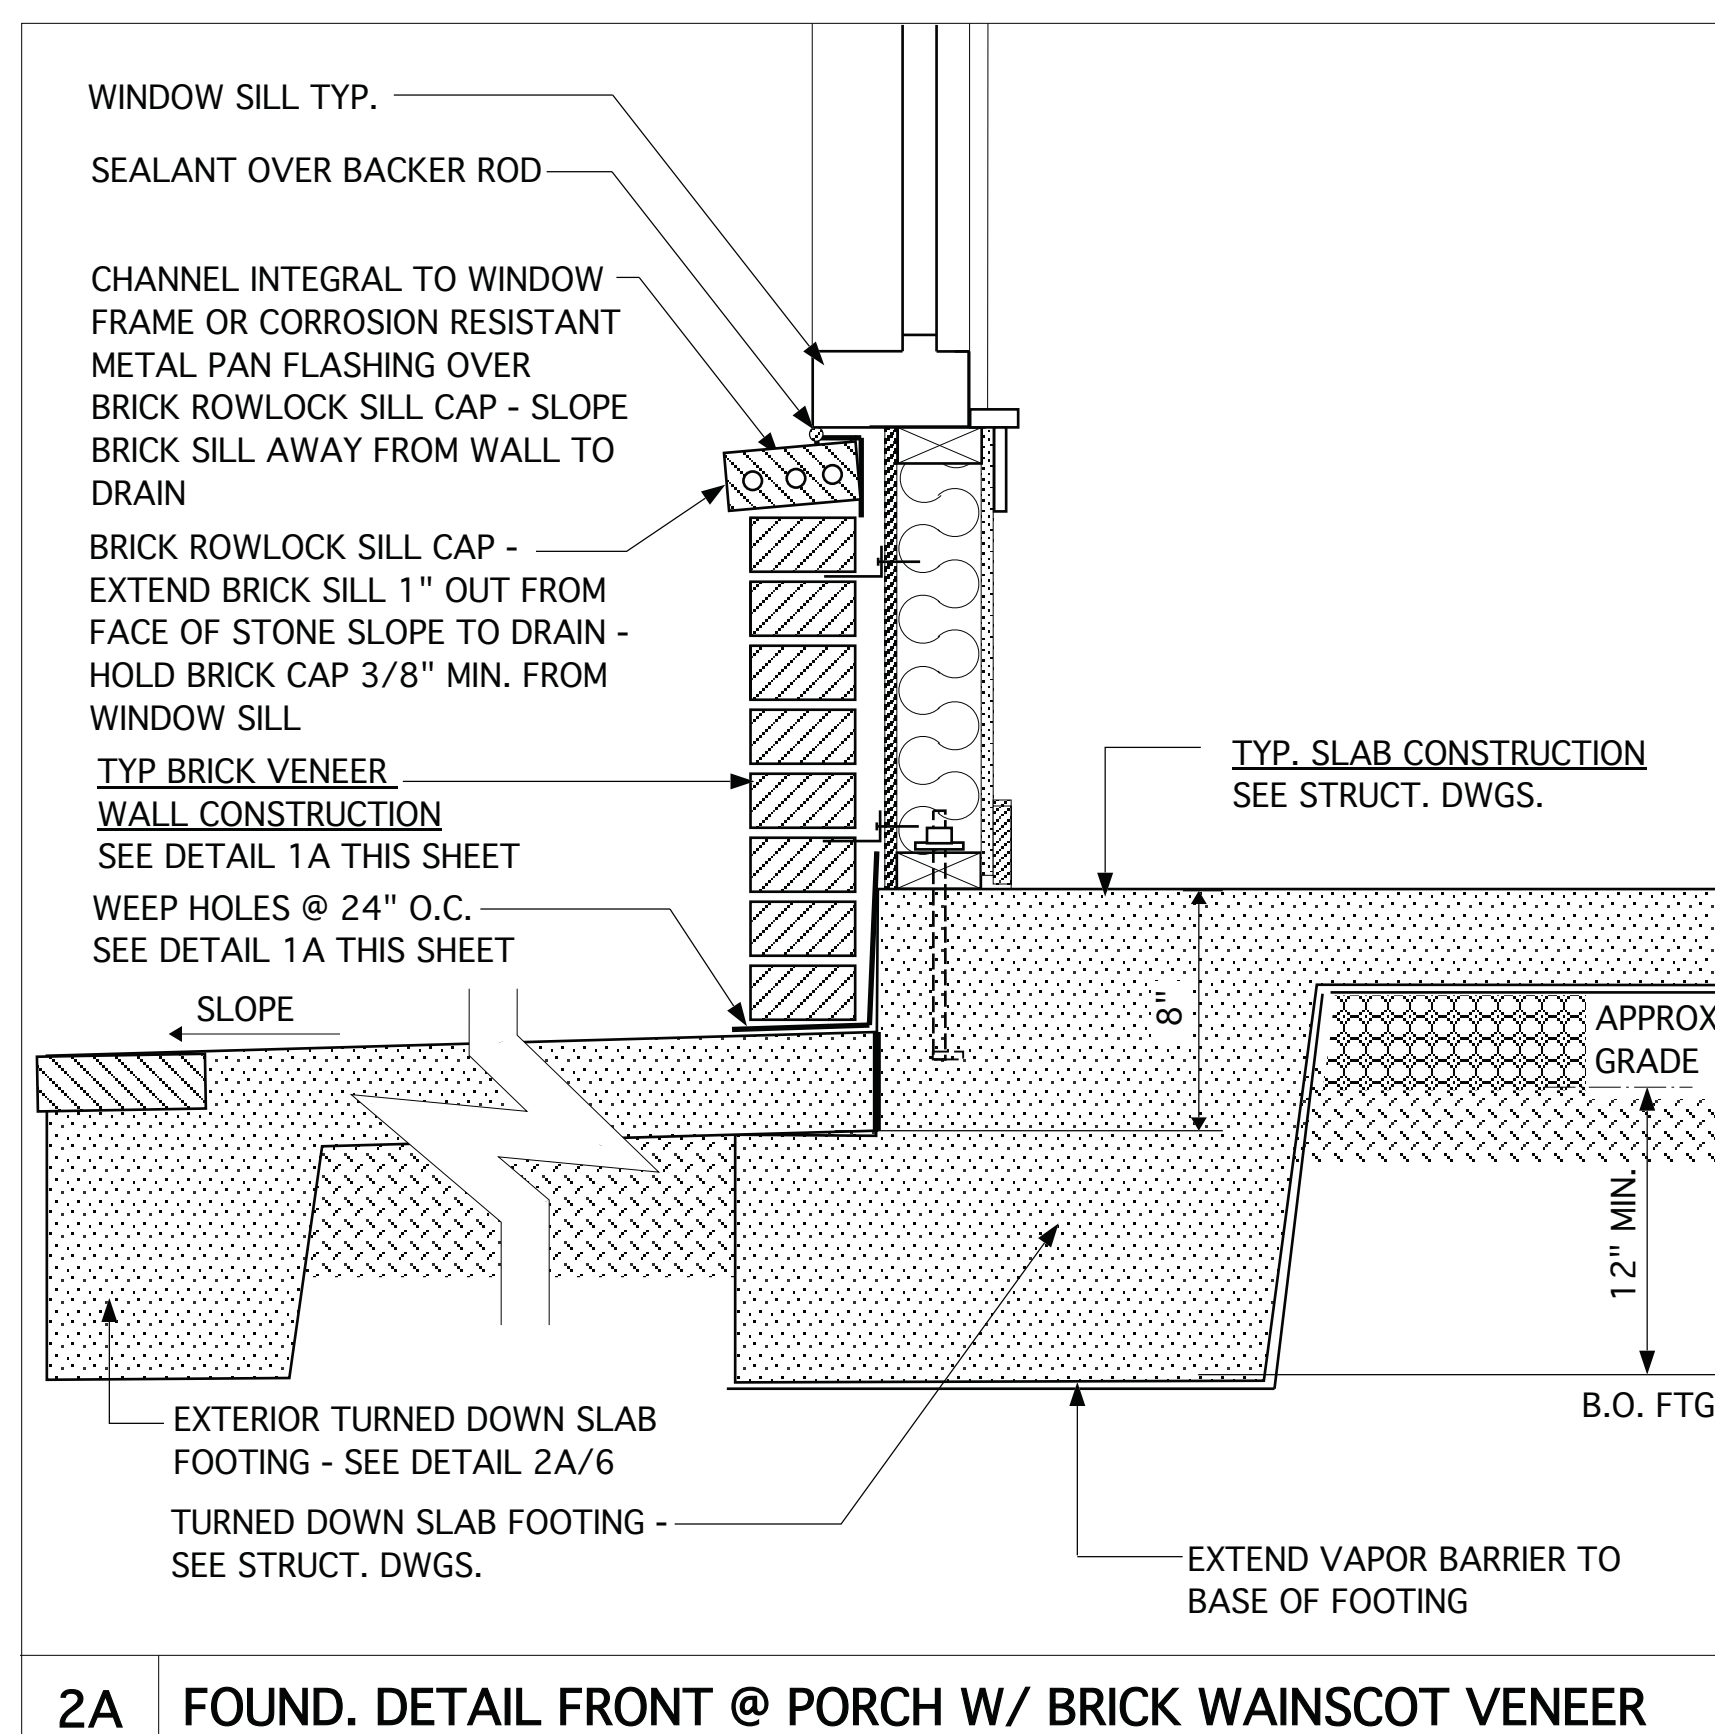 WINDOW SILL TYP.
SEALANT OVER BACKER ROD
CHANNEL INTEGRAL TO WINDOW
FRAME OR CORROSION RESISTANT
METAL PAN FLASHING OVER
BRICK ROWLOCK SILL CAP - SLOPE
BRICK SILL AWAY FROM WALL TO
DRAIN
BRICK ROWLOCK SILL CAP -
EXTEND BRICK SILL 1" OUT FROM
FACE OF STONE SLOPE TO DRAIN -
HOLD BRICK CAP 3/8" MIN. FROM
WINDOW SILL
TYP BRICK VENEER
WALL CONSTRUCTION
SEE DETAIL 1A THIS SHEET
WEEP HOLES @ 24" O.C.
SEE DETAIL 1A THIS SHEET
SLOPE
TYP. SLAB CONSTRUCTION
SEE STRUCT. DWGS.
8"
APPROX
GRADE
12" MIN.
B.O. FTG
EXTERIOR TURNED DOWN SLAB
FOOTING - SEE DETAIL 2A/6
TURNED DOWN SLAB FOOTING -
SEE STRUCT. DWGS.
EXTEND VAPOR BARRIER TO
BASE OF FOOTING
2A
FOUND. DETAIL FRONT @ PORCH W/ BRICK WAINSCOT VENEER